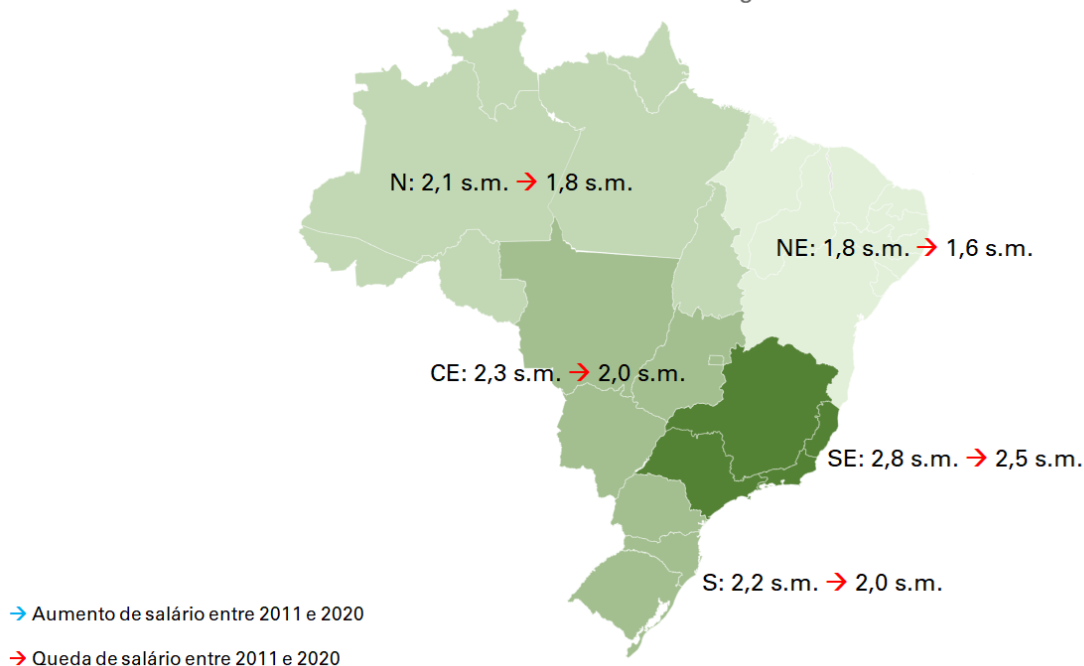 N: 2,1 s.m. → 1,8 s.m.
NE: 1,8 s.m. → 1,6 s.m.
CE: 2,3 s.m. → 2,0 s.m.
SE: 2,8 s.m. → 2,5 s.m.
S: 2,2 s.m. → 2,0 s.m.
→ Aumento de salário entre 2011 e 2020
→ Queda de salário entre 2011 e 2020